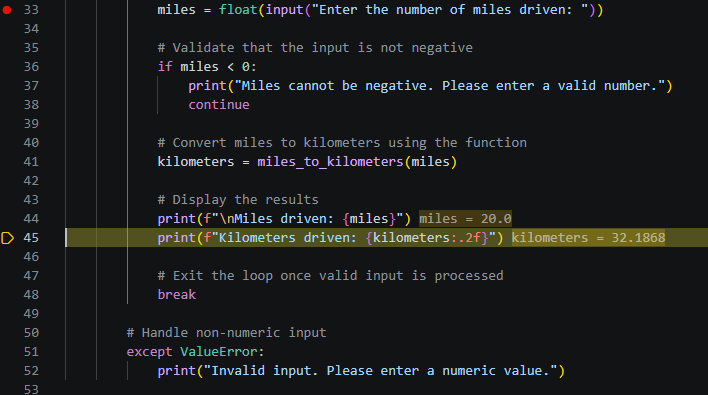 33 miles = float(input("Enter the number of miles driven: "))
34
35 # Validate that the input is not negative
36 if miles < 0:
37 print("Miles cannot be negative. Please enter a valid number.")
38 continue
39
40 # Convert miles to kilometers using the function
41 kilometers = miles_to_kilometers(miles)
42
43 # Display the results
44 print(f"\nMiles driven: {miles}") miles = 20.0
45 print(f"Kilometers driven: {kilometers:.2f}") kilometers = 32.1868
46
47 # Exit the loop once valid input is processed
48 break
49
50 # Handle non-numeric input
51 except ValueError:
52 print("Invalid input. Please enter a numeric value.")
53